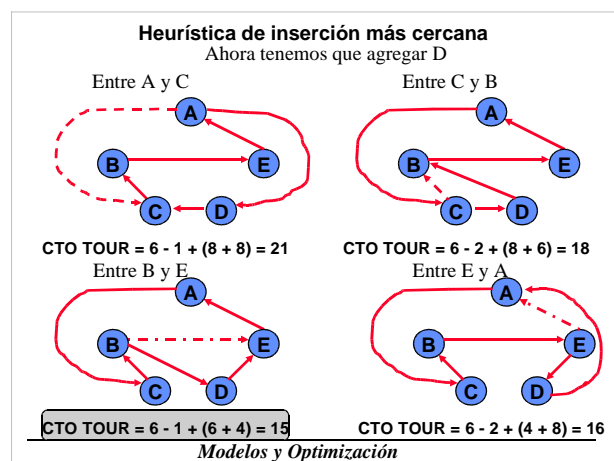 Heurística de inserción más cercana
Ahora tenemos que agregar D
Entre A y C
A
B
E
C
D
CTO TOUR = 6 - 1 + (8 + 8) = 21
Entre C y B
A
B
E
C
D
CTO TOUR = 6 - 2 + (8 + 6) = 18
Entre B y E
A
B
E
C
D
CTO TOUR = 6 - 1 + (6 + 4) = 15
Entre E y A
A
B
E
C
D
CTO TOUR = 6 - 2 + (4 + 8) = 16
Modelos y Optimización